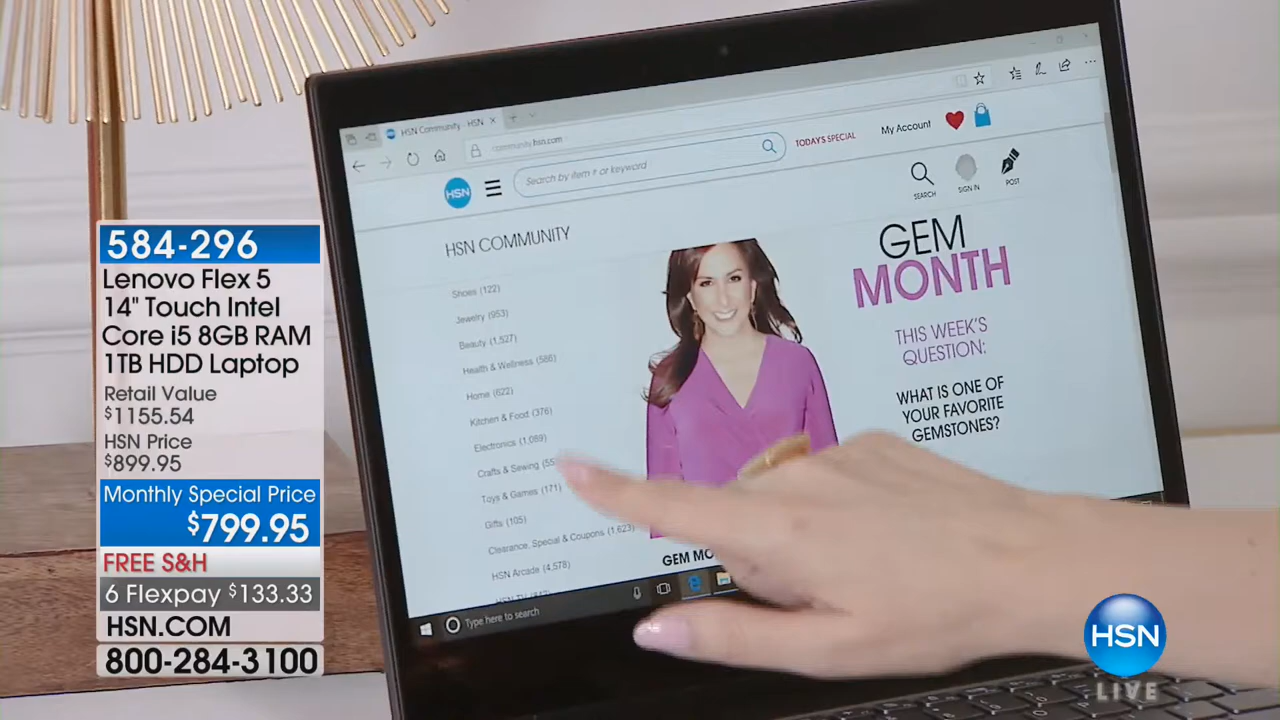 584-296
Lenovo Flex 5
14" Touch Intel
Core i5 8GB RAM
1TB HDD Laptop
Retail Value
$1155.54
HSN Price
$899.95
Monthly Special Price
$799.95
FREE S&H
6 Flexpay $133.33
HSN.COM
800-284-3100
HSN Community - HSN
community.hsn.com
HSN
Search by item # or keyword
TODAY'S SPECIAL
My Account
SEARCH
SIGN IN
POST
HSN COMMUNITY
Shoes (122)
Jewelry (953)
Beauty (1,527)
Health & Wellness (586)
Home (622)
Kitchen & Food (376)
Electronics (1,089)
Crafts & Sewing (55
Toys & Games (171)
Gifts (105)
Clearance, Special & Coupons (1,623)
HSN Arcade (4,578)
GEM
MONTH
THIS WEEK'S
QUESTION:
WHAT IS ONE OF
YOUR FAVORITE
GEMSTONES?
GEM MO
Type here to search
HSN
LIVE